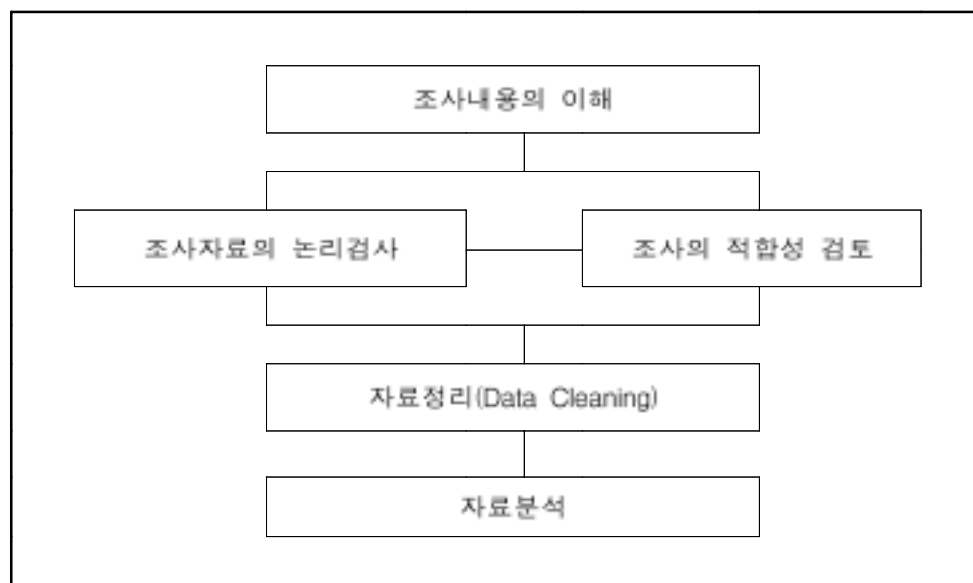 조사내용의 이해
조사자료의 논리검사
조사의 적합성 검토
자료정리(Data Cleaning)
자료분석